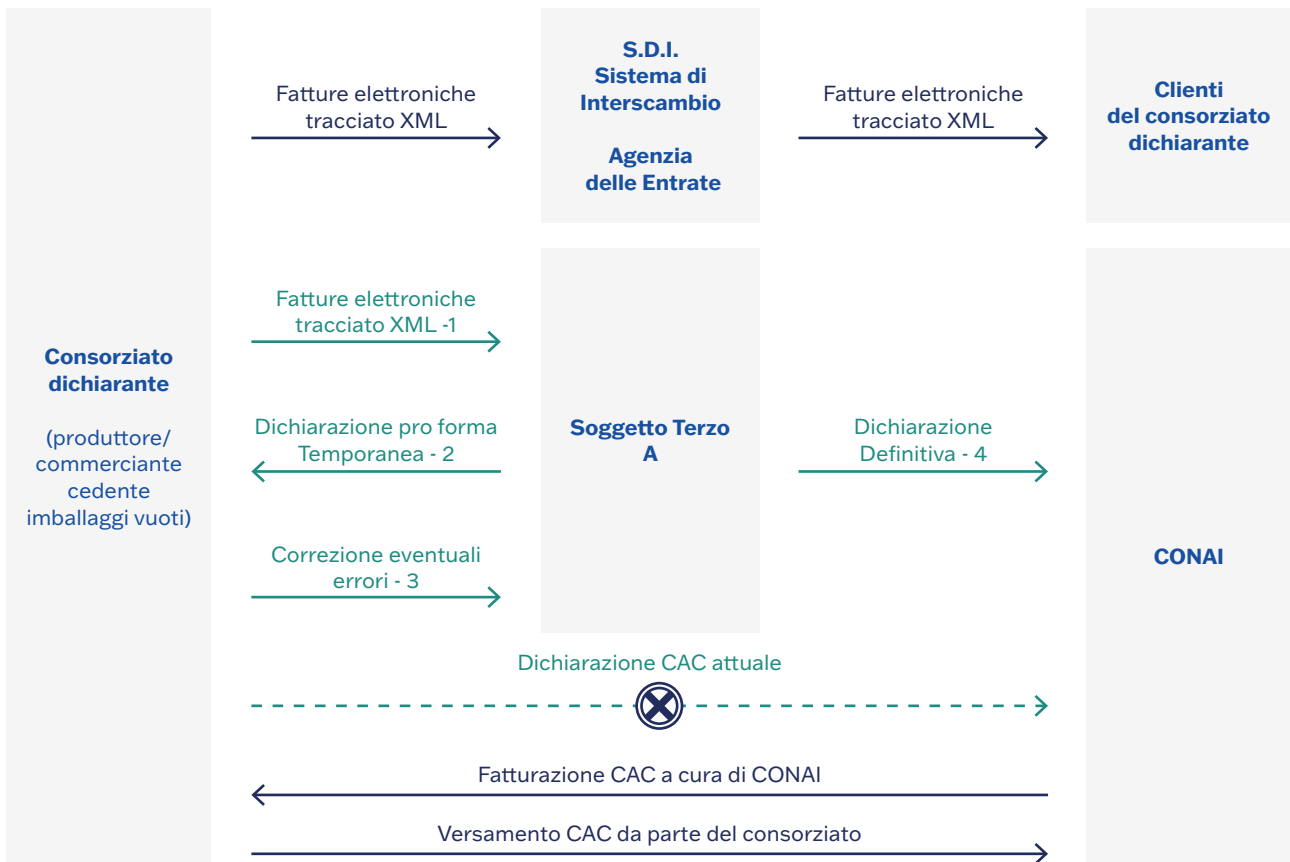 Fatture elettroniche
tracciato XML
S.D.I.
Sistema di
Interscambio
Agenzia
delle Entrate
Fatture elettroniche
tracciato XML
Clienti
del consorziato
dichiarante
Consorziato
dichiarante
(produttore/
commerciante
cedente
imballaggi vuoti)
Fatture elettroniche
tracciato XML -1
Dichiarazione pro forma
Temporanea - 2
Correzione eventuali
errori - 3
Soggetto Terzo
A
Dichiarazione
Definitiva - 4
CONAI
Dichiarazione CAC attuale
Fatturazione CAC a cura di CONAI
Versamento CAC da parte del consorziato